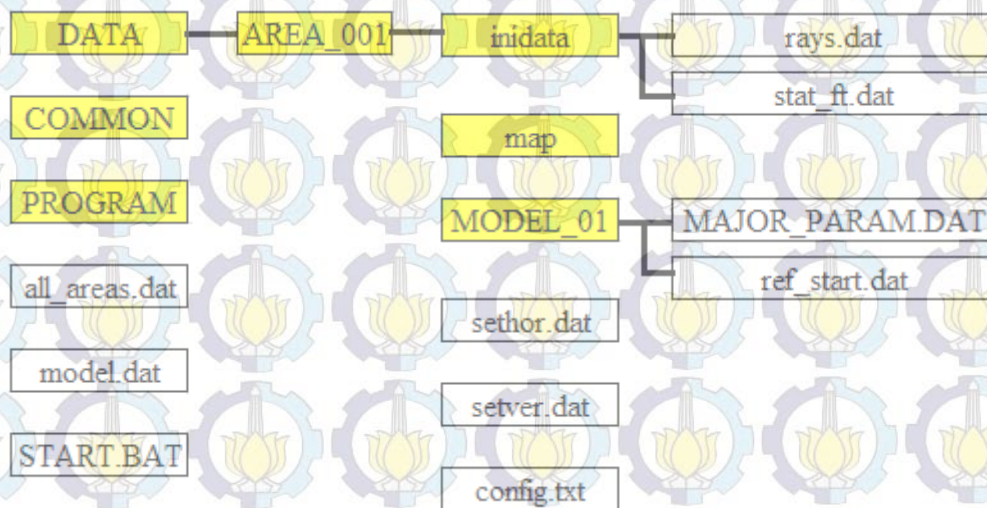 DATA
AREA_001
inidata
rays.dat
stat_ft.dat
COMMON
map
PROGRAM
MODEL_01
MAJOR_PARAM.DAT
ref_start.dat
all_areas.dat
sethor.dat
model.dat
setver.dat
START.BAT
config.txt